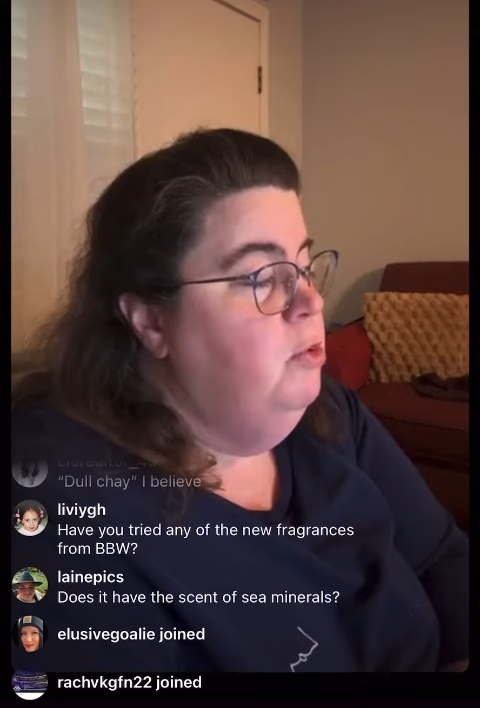 "Dull chay" I believe
liviygh
Have you tried any of the new fragrances
from BBW?
lainepics
Does it have the scent of sea minerals?
elusivegoalie joined
rachvkgfn22 joined